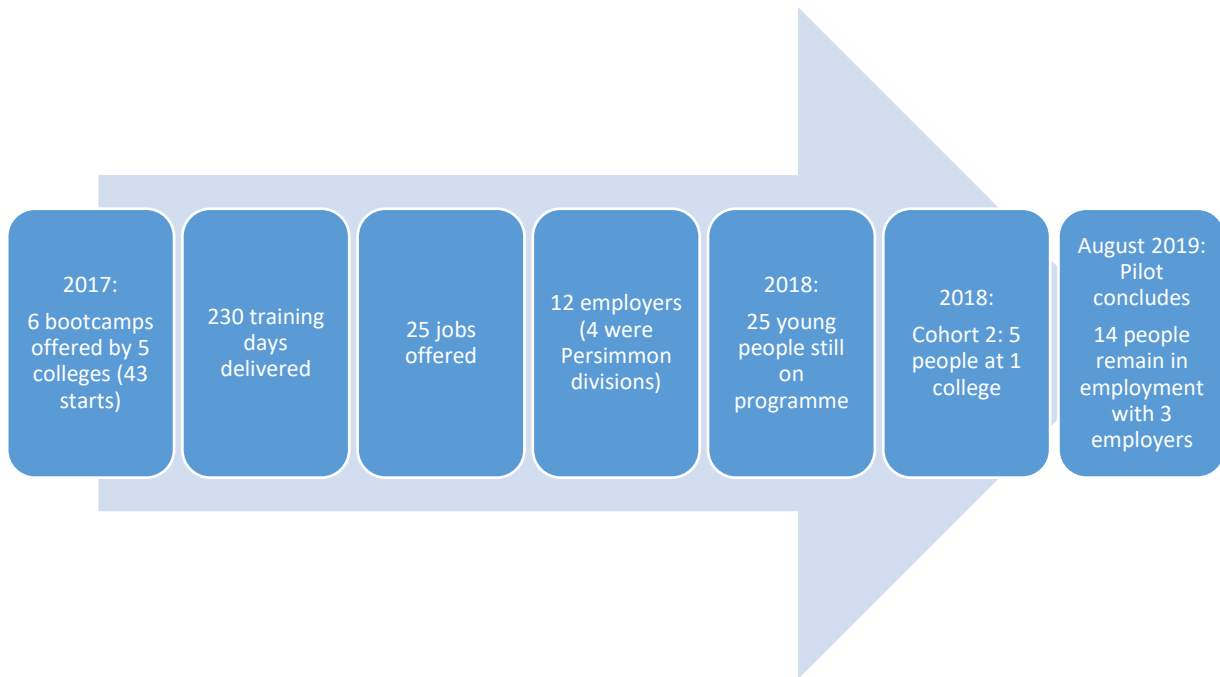 2017:
6 bootcamps
offered by 5
colleges (43
starts)
230 training
days
delivered
25 jobs
offered
12 employers
(4 were
Persimmon
divisions)
2018:
25 young
people still
on
programme
2018:
Cohort 2: 5
people at 1
college
August 2019:
Pilot
concludes
14 people
remain in
employment
with 3
employers